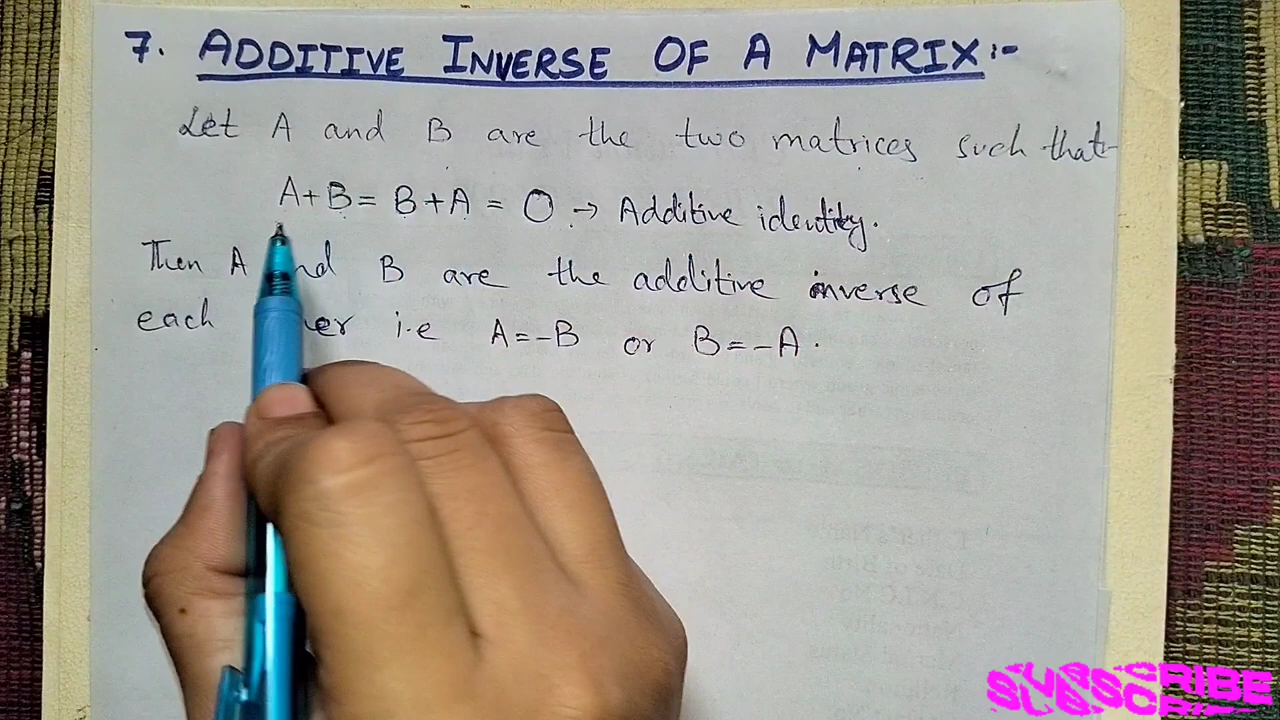 7. ADDITIVE INVERSE OF A MATRIX:-
Let A and B are the two matrices such that-
A+B = B+A = O → Additive identity.
Then A and B are the additive inverse of
each i.e A=-B or B=-A.
SUBSCRIBE